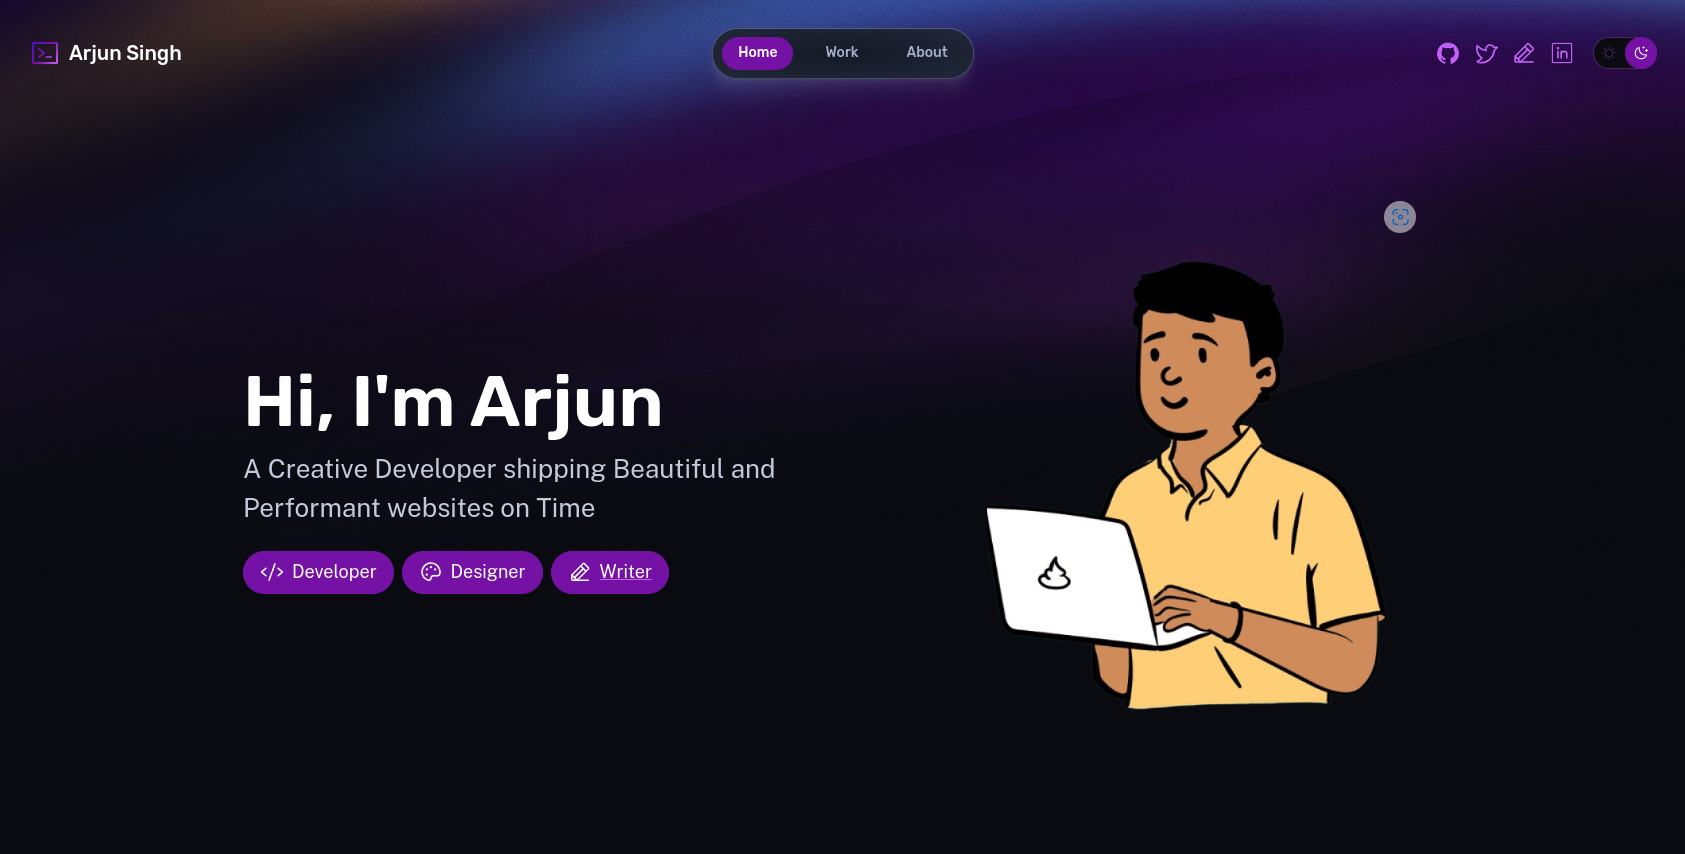 Arjun Singh
Home
Work
About
Hi, I'm Arjun
A Creative Developer shipping Beautiful and
Performant websites on Time
Developer
Designer
Writer